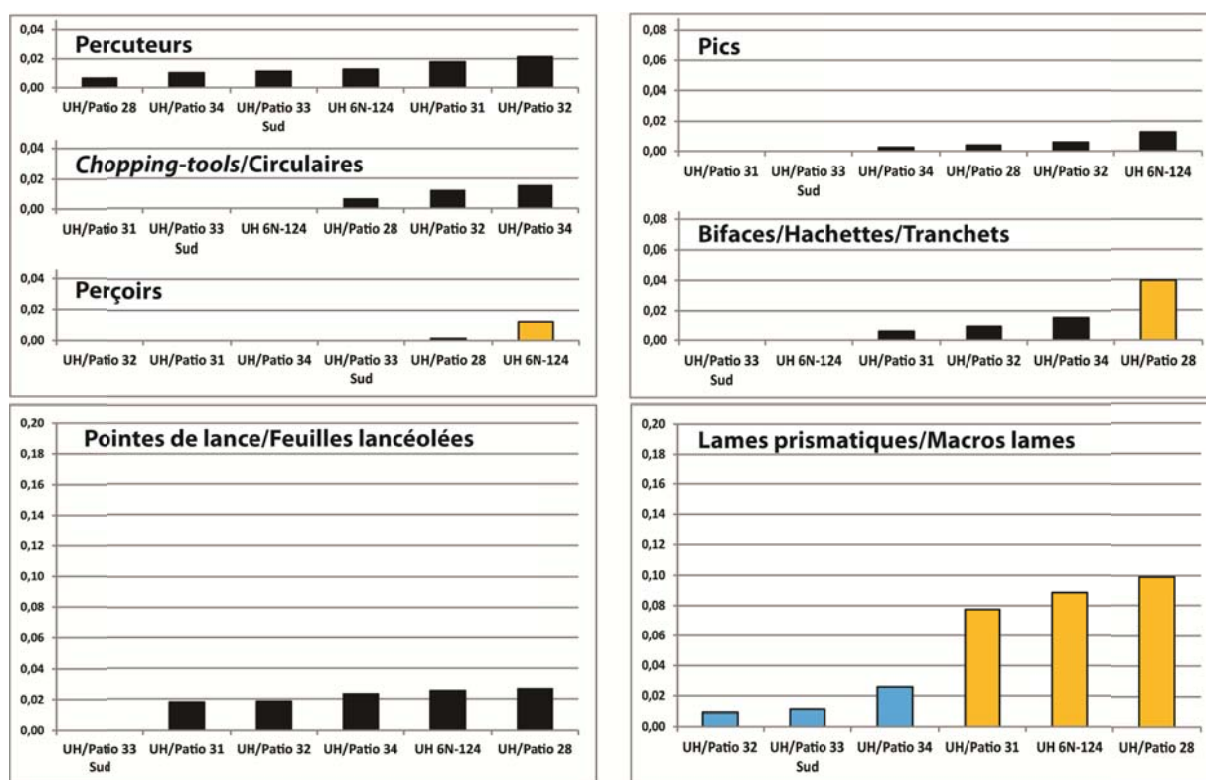 Percuteurs
0,04
0,02
0,00
UH/Patio 28 UH/Patio 34 UH/Patio 33 UH 6N-124 UH/Patio 31 UH/Patio 32
Sud
Chopping-tools/Circulaires
0,04
0,02
0,00
UH/Patio 31 UH/Patio 33 UH 6N-124 UH/Patio 28 UH/Patio 32 UH/Patio 34
Sud
Perçoirs
0,04
0,02
0,00
UH/Patio 32 UH/Patio 31 UH/Patio 34 UH/Patio 33 UH/Patio 28 UH 6N-124
Sud
Pics
0,08
0,06
0,04
0,02
0,00
UH/Patio 31 UH/Patio 33 UH/Patio 34 UH/Patio 28 UH/Patio 32 UH 6N-124
Sud
Bifaces/Hachettes/Tranchets
0,08
0,06
0,04
0,02
0,00
UH/Patio 33 UH 6N-124 UH/Patio 31 UH/Patio 32 UH/Patio 34 UH/Patio 28
Sud
Pointes de lance/Feuilles lancéolées
0,20
0,18
0,16
0,14
0,12
0,10
0,08
0,06
0,04
0,02
0,00
UH/Patio 33 UH/Patio 31 UH/Patio 32 UH/Patio 34 UH 6N-124 UH/Patio 28
Sud
Lames prismatiques/Macros lames
0,20
0,18
0,16
0,14
0,12
0,10
0,08
0,06
0,04
0,02
0,00
UH/Patio 32 UH/Patio 33 UH/Patio 34 UH/Patio 31 UH 6N-124 UH/Patio 28
Sud